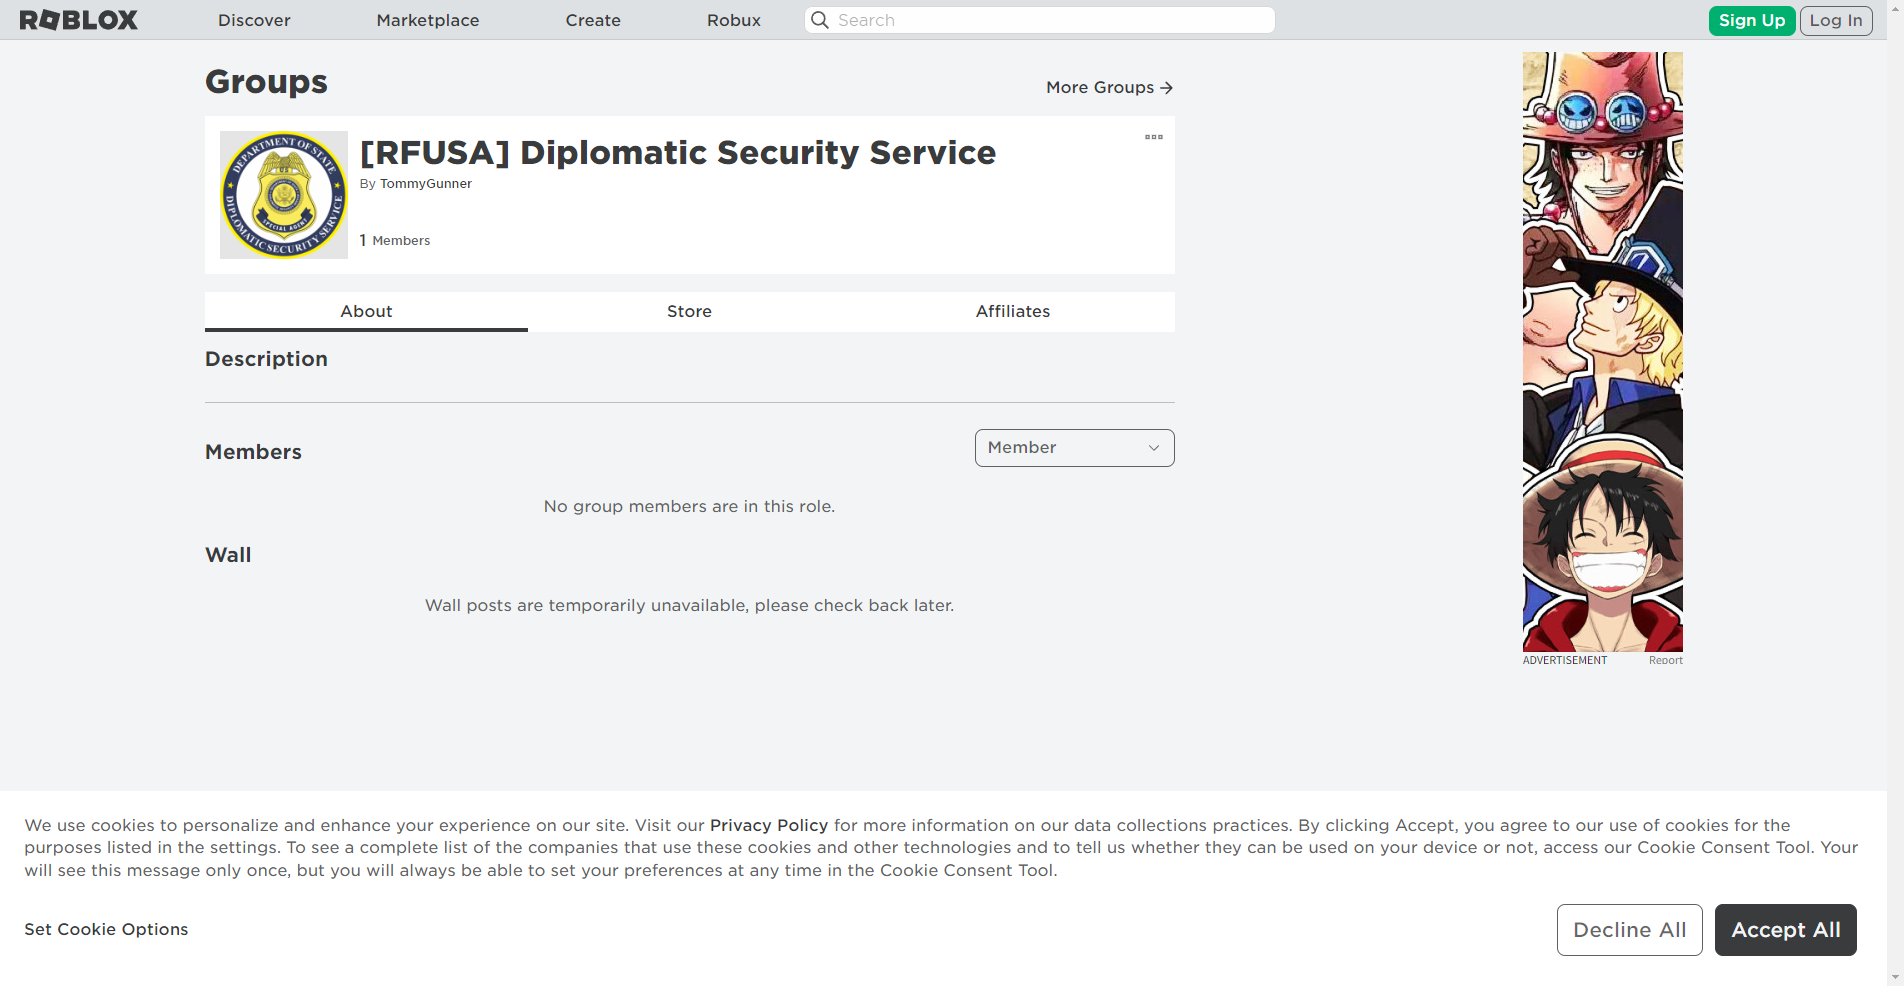 ROBLOX
Discover
Marketplace
Create
Robux
Search
Sign Up
Log In
Groups
More Groups
DEPARTMENT OF STATE
DIPLOMATIC SECURITY SERVICE
US
SPECIAL AGENT
[RFUSA] Diplomatic Security Service
By TommyGunner
1 Members
About
Store
Affiliates
Description
Members
Member
No group members are in this role.
Wall
Wall posts are temporarily unavailable, please check back later.
ADVERTISEMENT
Report
We use cookies to personalize and enhance your experience on our site. Visit our Privacy Policy for more information on our data collections practices. By clicking Accept, you agree to our use of cookies for the
purposes listed in the settings. To see a complete list of the companies that use these cookies and other technologies and to tell us whether they can be used on your device or not, access our Cookie Consent Tool. Your
will see this message only once, but you will always be able to set your preferences at any time in the Cookie Consent Tool.
Set Cookie Options
Decline All
Accept All